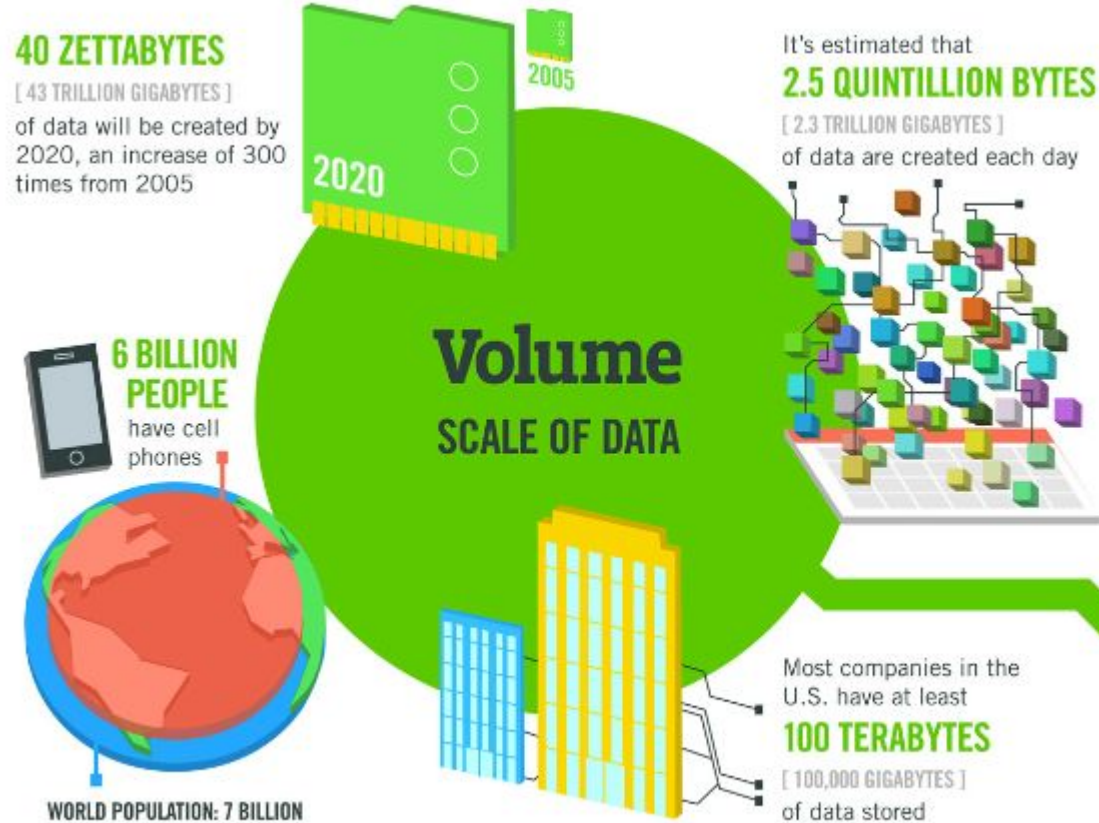 40 ZETTABYTES
[ 43 TRILLION GIGABYTES ]
of data will be created by
2020, an increase of 300
times from 2005
2020
2005
It's estimated that
2.5 QUINTILLION BYTES
[ 2.3 TRILLION GIGABYTES ]
of data are created each day
6 BILLION
PEOPLE
have cell
phones
WORLD POPULATION: 7 BILLION
Volume
SCALE OF DATA
Most companies in the
U.S. have at least
100 TERABYTES
[ 100,000 GIGABYTES ]
of data stored